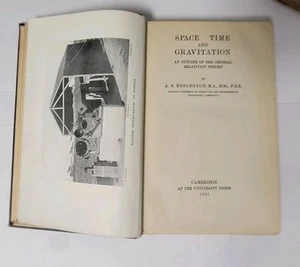 SPACE TIME
AND
GRAVITATION
AN OUTLINE OF THE GENERAL
RELATIVITY THEORY
BY
A. S. EDDINGTON, M.A., M.Sc., F.R.S.
CAMBRIDGE
AT THE UNIVERSITY PRESS